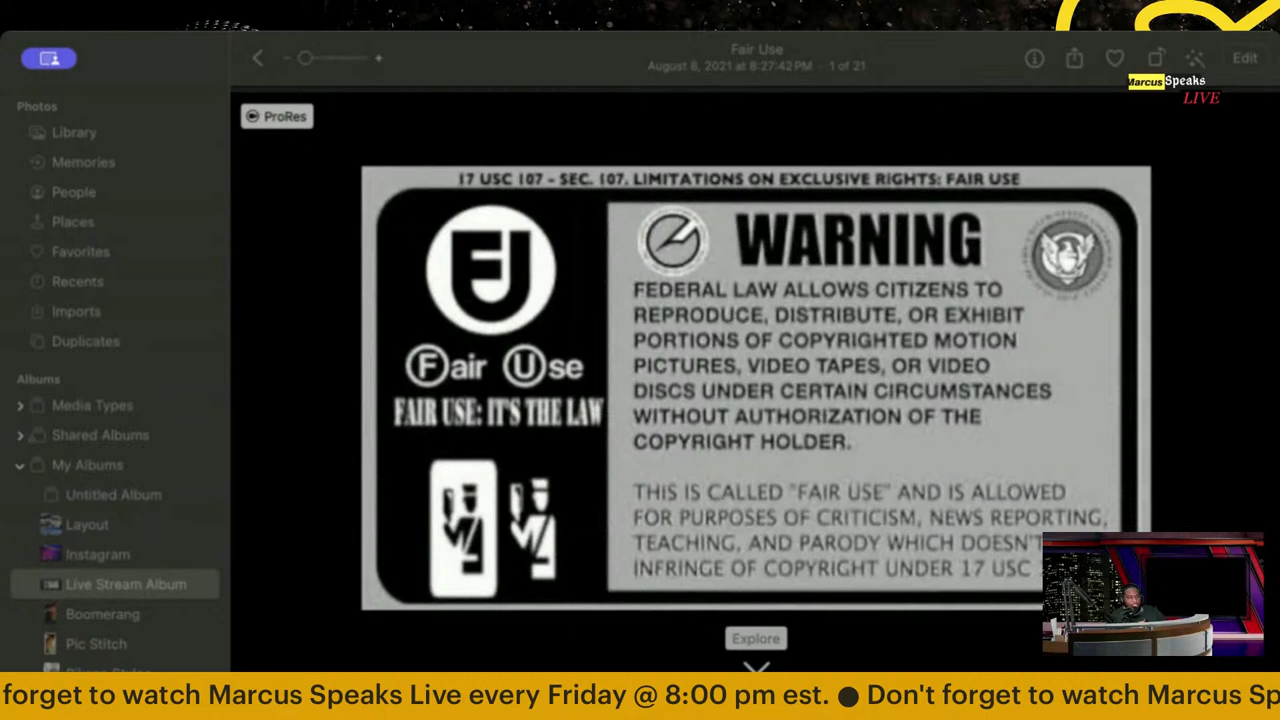 Fair Use
August 8, 2021 at 8:27:42 PM - 1 of 21
Edit
Marcus Speaks
LIVE
Photos
Library
Memories
People
Places
Favorites
Recents
Imports
Duplicates
Albums
Media Types
Shared Albums
My Albums
Untitled Album
Layout
Instagram
Live Stream Album
Boomerang
Pic Stitch
ProRes
17 USC 107 - SEC. 107. LIMITATIONS ON EXCLUSIVE RIGHTS: FAIR USE
Fair Use
FAIR USE: IT'S THE LAW
WARNING
FEDERAL LAW ALLOWS CITIZENS TO
REPRODUCE, DISTRIBUTE, OR EXHIBIT
PORTIONS OF COPYRIGHTED MOTION
PICTURES, VIDEO TAPES, OR VIDEO
DISCS UNDER CERTAIN CIRCUMSTANCES
WITHOUT AUTHORIZATION OF THE
COPYRIGHT HOLDER.
THIS IS CALLED "FAIR USE" AND IS ALLOWED
FOR PURPOSES OF CRITICISM, NEWS REPORTING,
TEACHING, AND PARODY WHICH DOESN'T
INFRINGE OF COPYRIGHT UNDER 17 USC
Explore
forget to watch Marcus Speaks Live every Friday @ 8:00 pm est. ● Don't forget to watch Marcus Sp